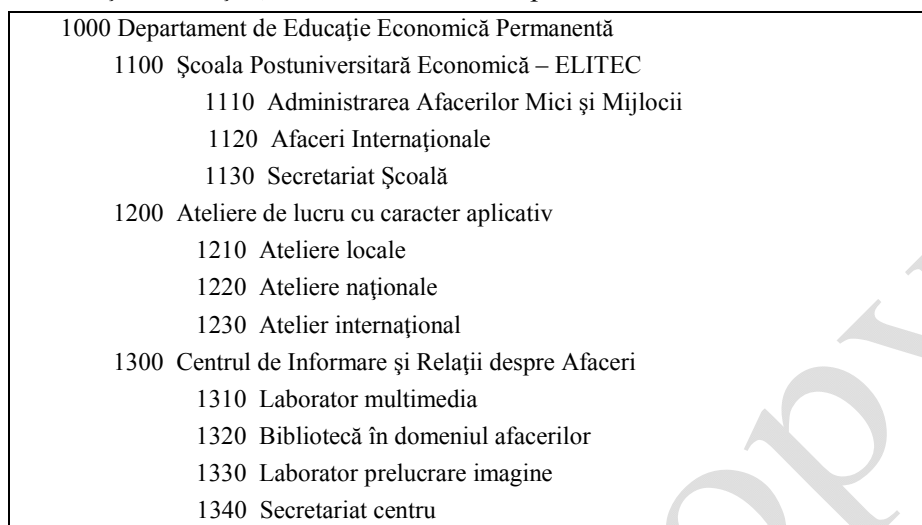 1000 Departament de Educaţie Economică Permanentă
1100 Şcoala Postuniversitară Economică – ELITEC
1110 Administrarea Afacerilor Mici şi Mijlocii
1120 Afaceri Internaţionale
1130 Secretariat Şcoală
1200 Ateliere de lucru cu caracter aplicativ
1210 Ateliere locale
1220 Ateliere naţionale
1230 Atelier internaţional
1300 Centrul de Informare şi Relaţii despre Afaceri
1310 Laborator multimedia
1320 Bibliotecă în domeniul afacerilor
1330 Laborator prelucrare imagine
1340 Secretariat centru